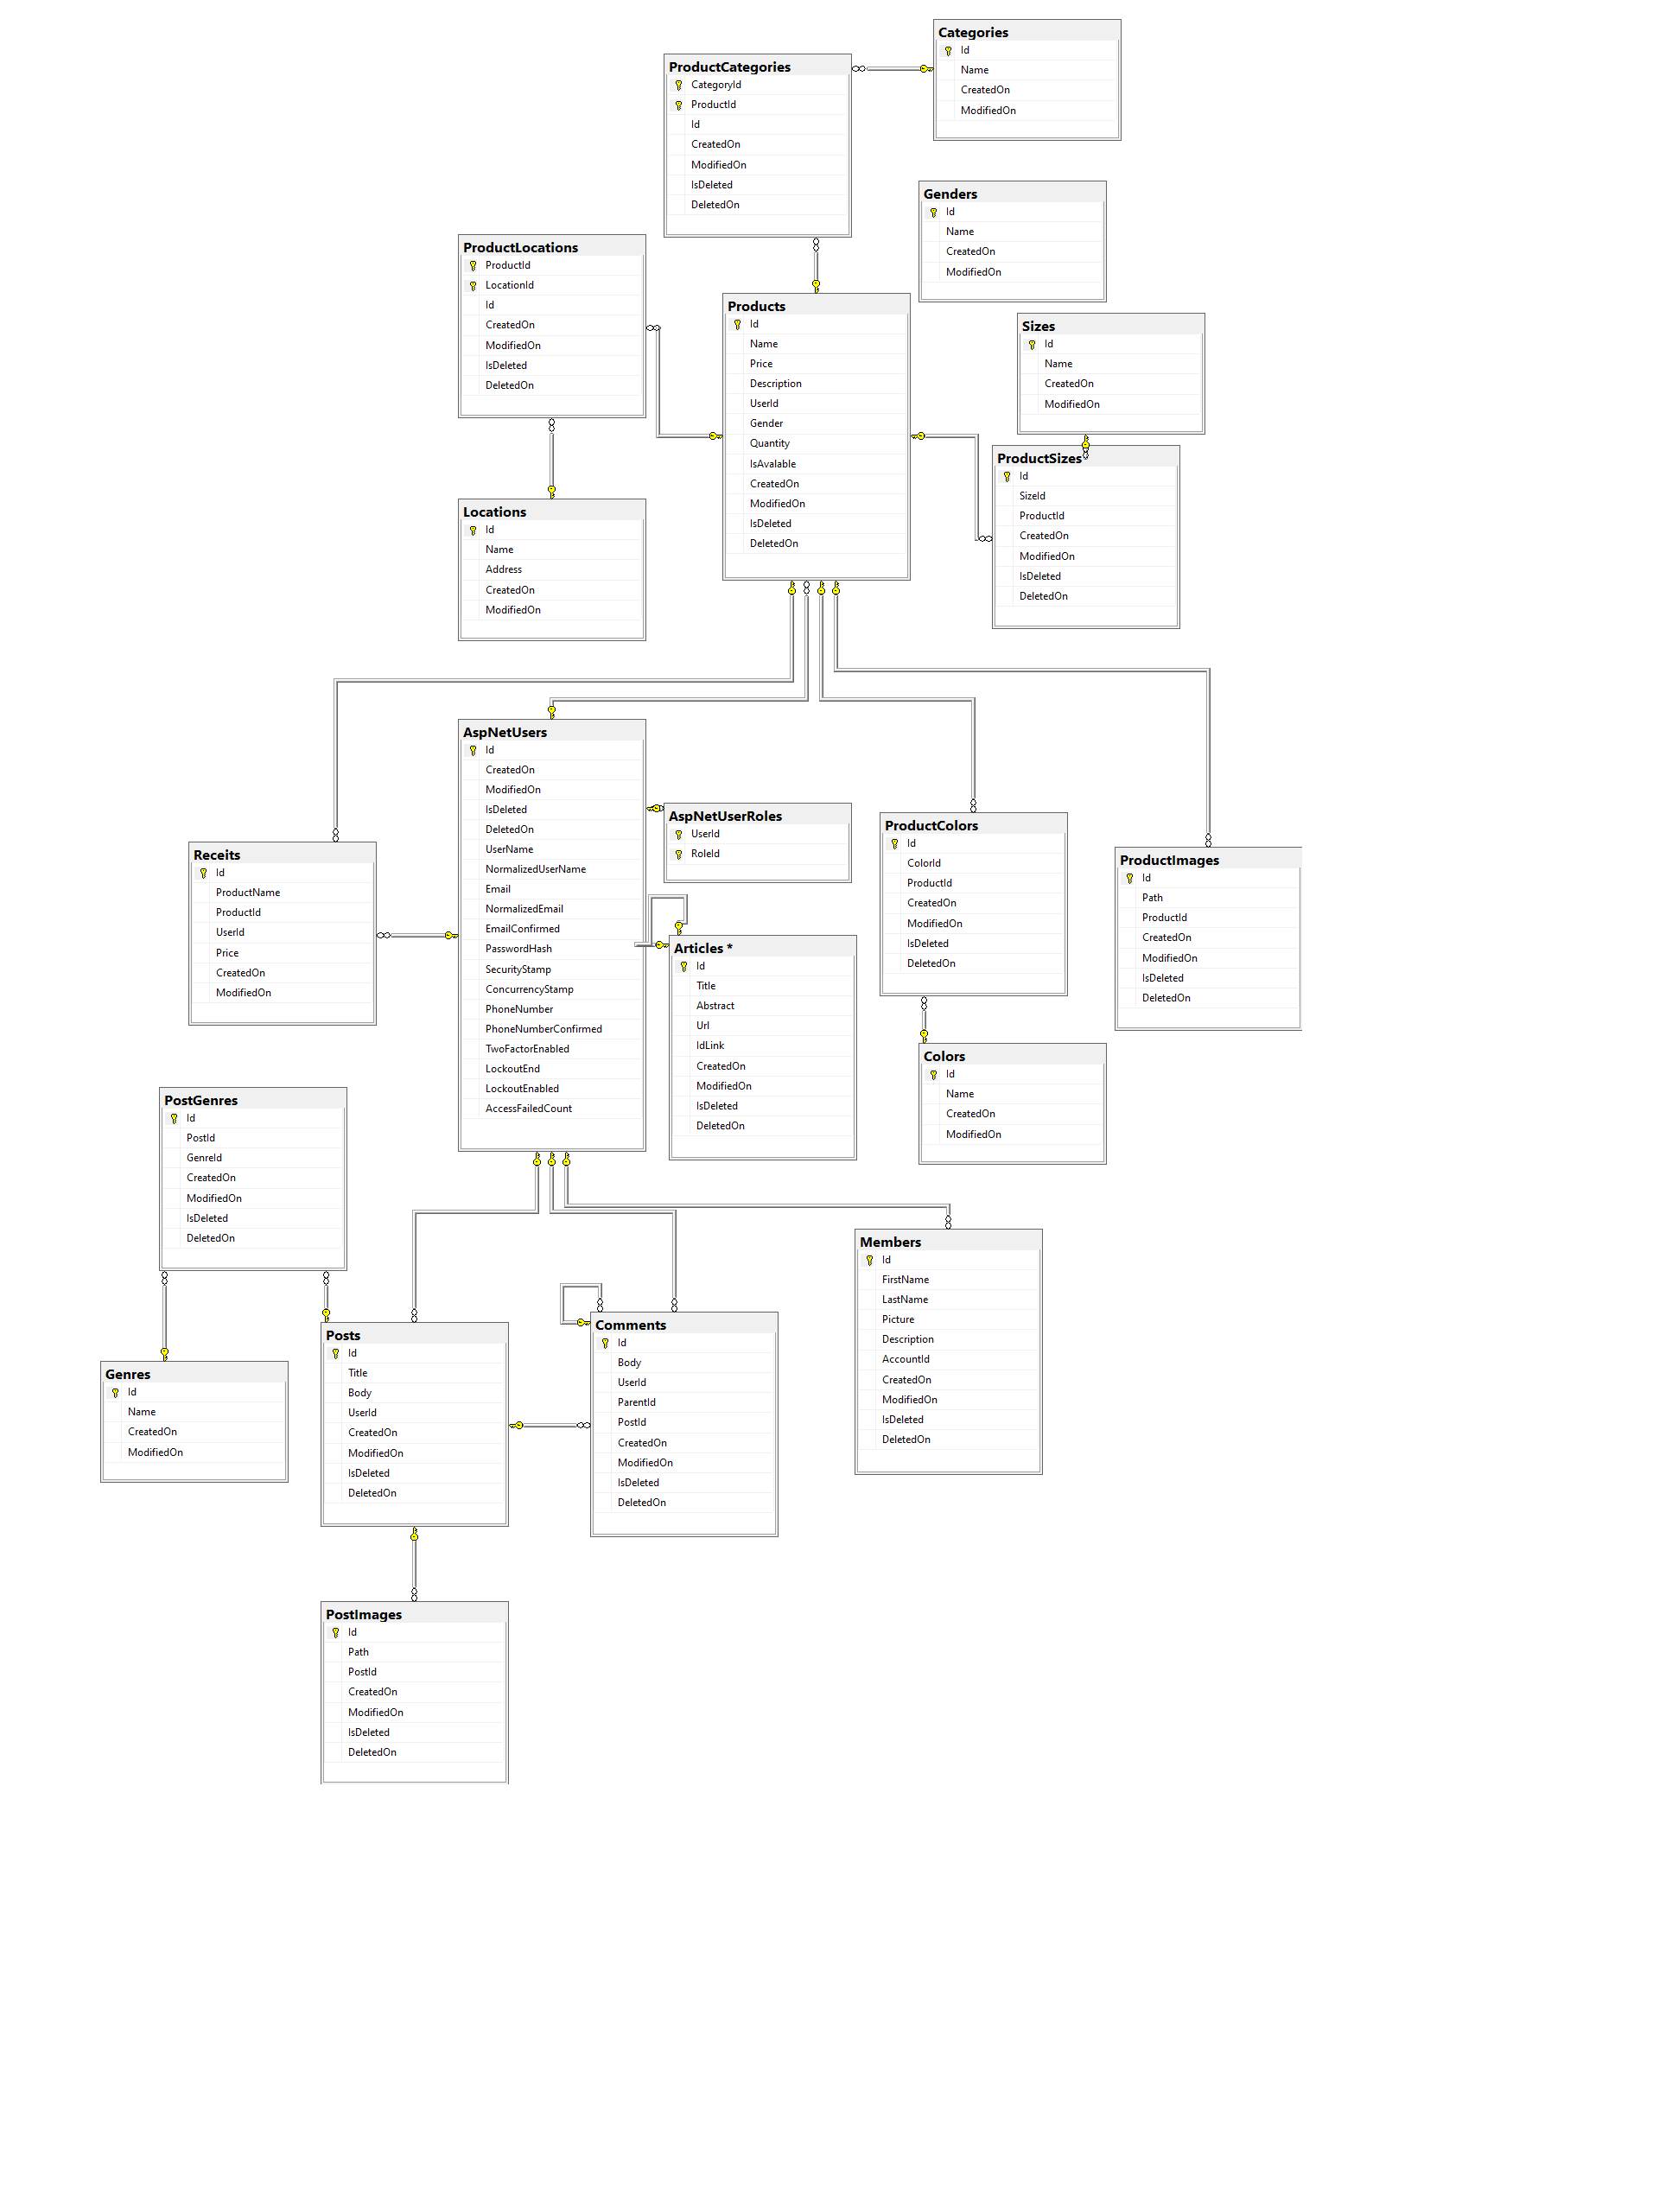 Categories
Id
Name
CreatedOn
ModifiedOn
ProductCategories
CategoryId
ProductId
Id
CreatedOn
ModifiedOn
IsDeleted
DeletedOn
Genders
Id
Name
CreatedOn
ModifiedOn
ProductLocations
ProductId
LocationId
Id
CreatedOn
ModifiedOn
IsDeleted
DeletedOn
Products
Id
Name
Price
Description
UserId
Gender
Quantity
IsAvalable
CreatedOn
ModifiedOn
IsDeleted
DeletedOn
Sizes
Id
Name
CreatedOn
ModifiedOn
ProductSizes
Id
SizeId
ProductId
CreatedOn
ModifiedOn
IsDeleted
DeletedOn
Locations
Id
Name
Address
CreatedOn
ModifiedOn
AspNetUsers
Id
CreatedOn
ModifiedOn
IsDeleted
DeletedOn
UserName
NormalizedUserName
Email
NormalizedEmail
EmailConfirmed
PasswordHash
SecurityStamp
ConcurrencyStamp
PhoneNumber
PhoneNumberConfirmed
TwoFactorEnabled
LockoutEnd
LockoutEnabled
AccessFailedCount
AspNetUserRoles
UserId
RoleId
ProductColors
Id
ColorId
ProductId
CreatedOn
ModifiedOn
IsDeleted
DeletedOn
ProductImages
Id
Path
ProductId
CreatedOn
ModifiedOn
IsDeleted
DeletedOn
Receits
Id
ProductName
ProductId
UserId
Price
CreatedOn
ModifiedOn
Articles *
Id
Title
Abstract
Url
IdLink
CreatedOn
ModifiedOn
IsDeleted
DeletedOn
Colors
Id
Name
CreatedOn
ModifiedOn
PostGenres
Id
PostId
GenreId
CreatedOn
ModifiedOn
IsDeleted
DeletedOn
Members
Id
FirstName
LastName
Picture
Description
AccountId
CreatedOn
ModifiedOn
IsDeleted
DeletedOn
Comments
Id
Body
UserId
ParentId
PostId
CreatedOn
ModifiedOn
IsDeleted
DeletedOn
Posts
Id
Title
Body
UserId
CreatedOn
ModifiedOn
IsDeleted
DeletedOn
Genres
Id
Name
CreatedOn
ModifiedOn
PostImages
Id
Path
PostId
CreatedOn
ModifiedOn
IsDeleted
DeletedOn